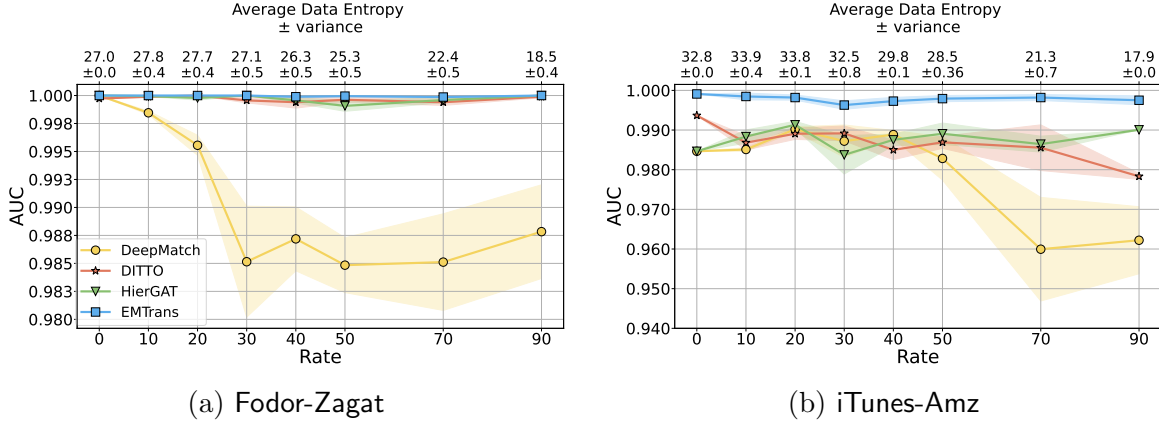 Average Data Entropy
± variance
27.0 27.8 27.7 27.1 26.3 25.3 22.4 18.5
±0.0 ±0.4 ±0.4 ±0.5 ±0.5 ±0.5 ±0.5 ±0.4
1.000
0.998
0.995
0.993
0.990
0.988
0.985
0.983
0.980
AUC
DeepMatch
DITTO
HierGAT
EMTrans
0 10 20 30 40 50 70 90
Rate
(a) Fodor-Zagat
Average Data Entropy
± variance
32.8 33.9 33.8 32.5 29.8 28.5 21.3 17.9
±0.0 ±0.4 ±0.1 ±0.8 ±0.1 ±0.36 ±0.7 ±0.0
1.000
0.990
0.980
0.970
0.960
0.950
0.940
AUC
0 10 20 30 40 50 70 90
Rate
(b) iTunes-Amz